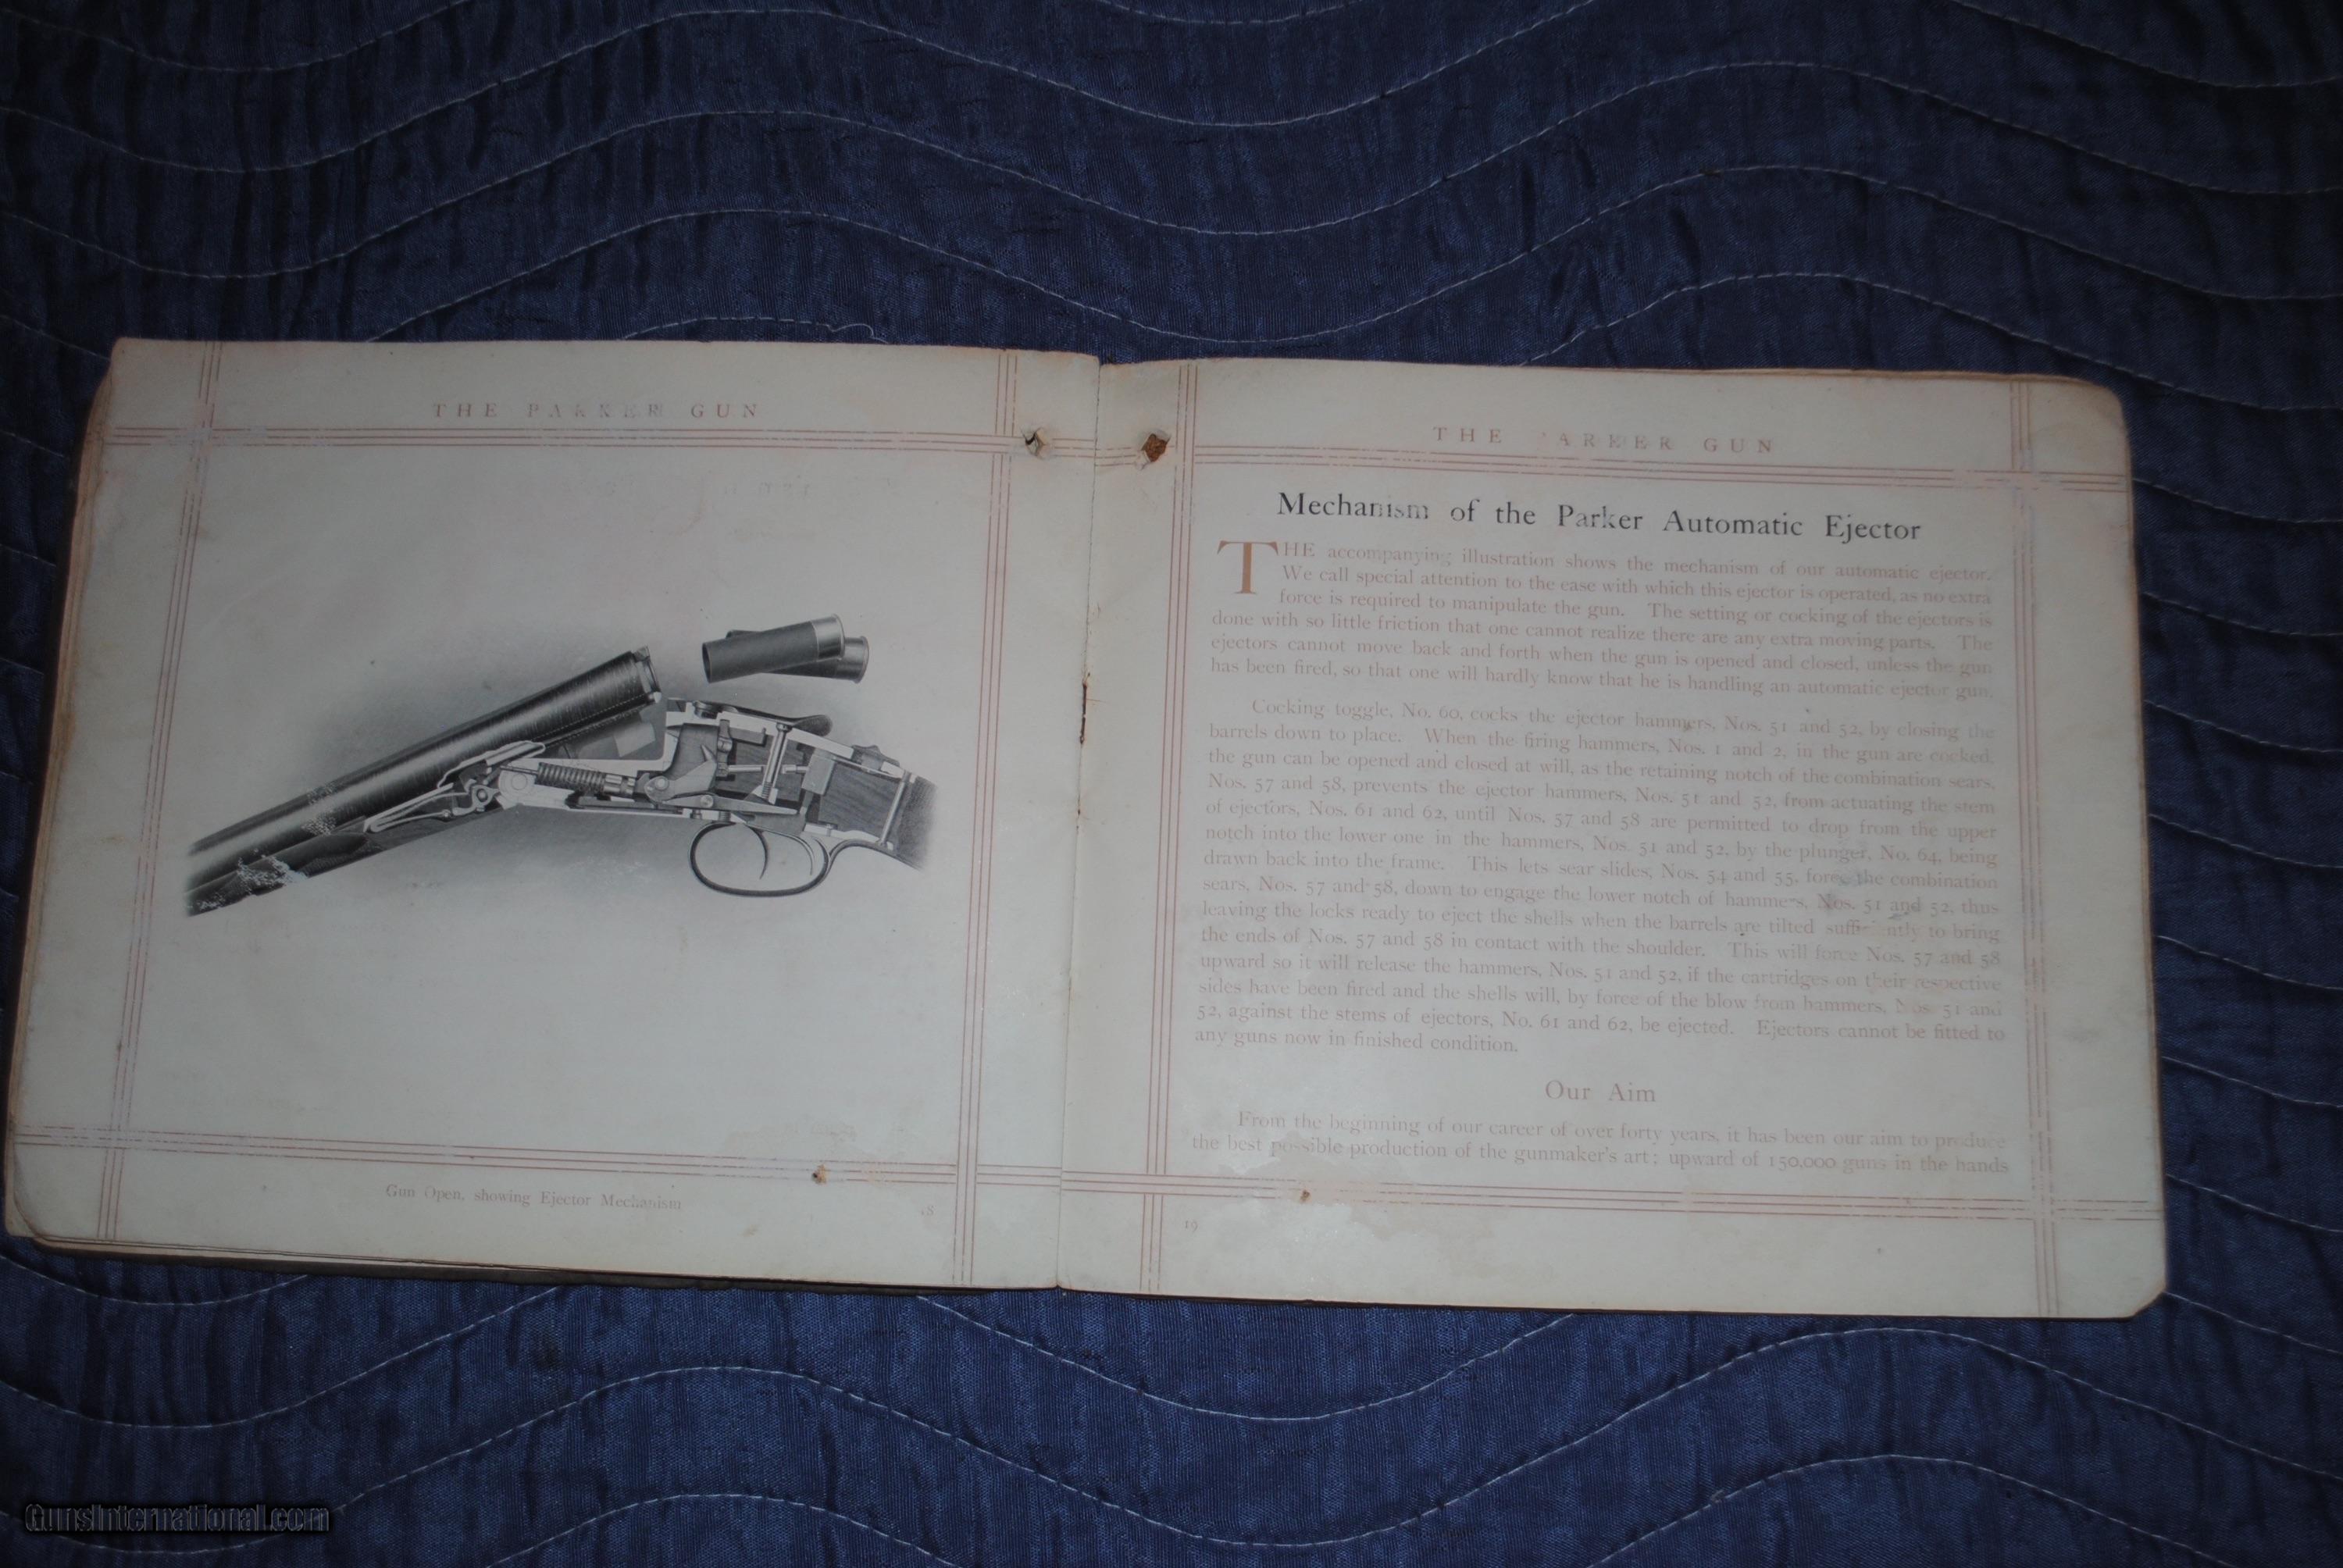 THE PARKER GUN
Gun Open, showing Ejector Mechanism
18
THE PARKER GUN
Mechanism of the Parker Automatic Ejector
THE accompanying illustration shows the mechanism of our automatic ejector.
We call special attention to the ease with which this ejector is operated, as no extra
force is required to manipulate the gun. The setting or cocking of the ejectors is
done with so little friction that one cannot realize there are any extra moving parts. The
ejectors cannot move back and forth when the gun is opened and closed, unless the gun
has been fired, so that one will hardly know that he is handling an automatic ejector gun.
Cocking toggle, No. 60, cocks the ejector hammers, Nos. 51 and 52, by closing the
barrels down to place. When the firing hammers, Nos. 1 and 2, in the gun are cocked,
the gun can be opened and closed at will, as the retaining notch of the combination sears,
Nos. 57 and 58, prevents the ejector hammers, Nos. 51 and 52, from actuating the stem
of ejectors, Nos. 61 and 62, until Nos. 57 and 58 are permitted to drop from the upper
notch into the lower one in the hammers, Nos. 51 and 52, by the plunger, No. 64, being
drawn back into the frame. This lets sear slides, Nos. 54 and 55, force the combination
sears, Nos. 57 and 58, down to engage the lower notch of hammers, Nos. 51 and 52, thus
leaving the locks ready to eject the shells when the barrels are tilted sufficiently to bring
the ends of Nos. 57 and 58 in contact with the shoulder. This will force Nos. 57 and 58
upward so it will release the hammers, Nos. 51 and 52, if the cartridges on their respective
sides have been fired and the shells will, by force of the blow from hammers, Nos. 51 and
52, against the stems of ejectors, No. 61 and 62, be ejected. Ejectors cannot be fitted to
any guns now in finished condition.
Our Aim
From the beginning of our career of over forty years, it has been our aim to produce
the best possible production of the gunmaker's art; upward of 150,000 guns in the hands
19
GunsInternational.com